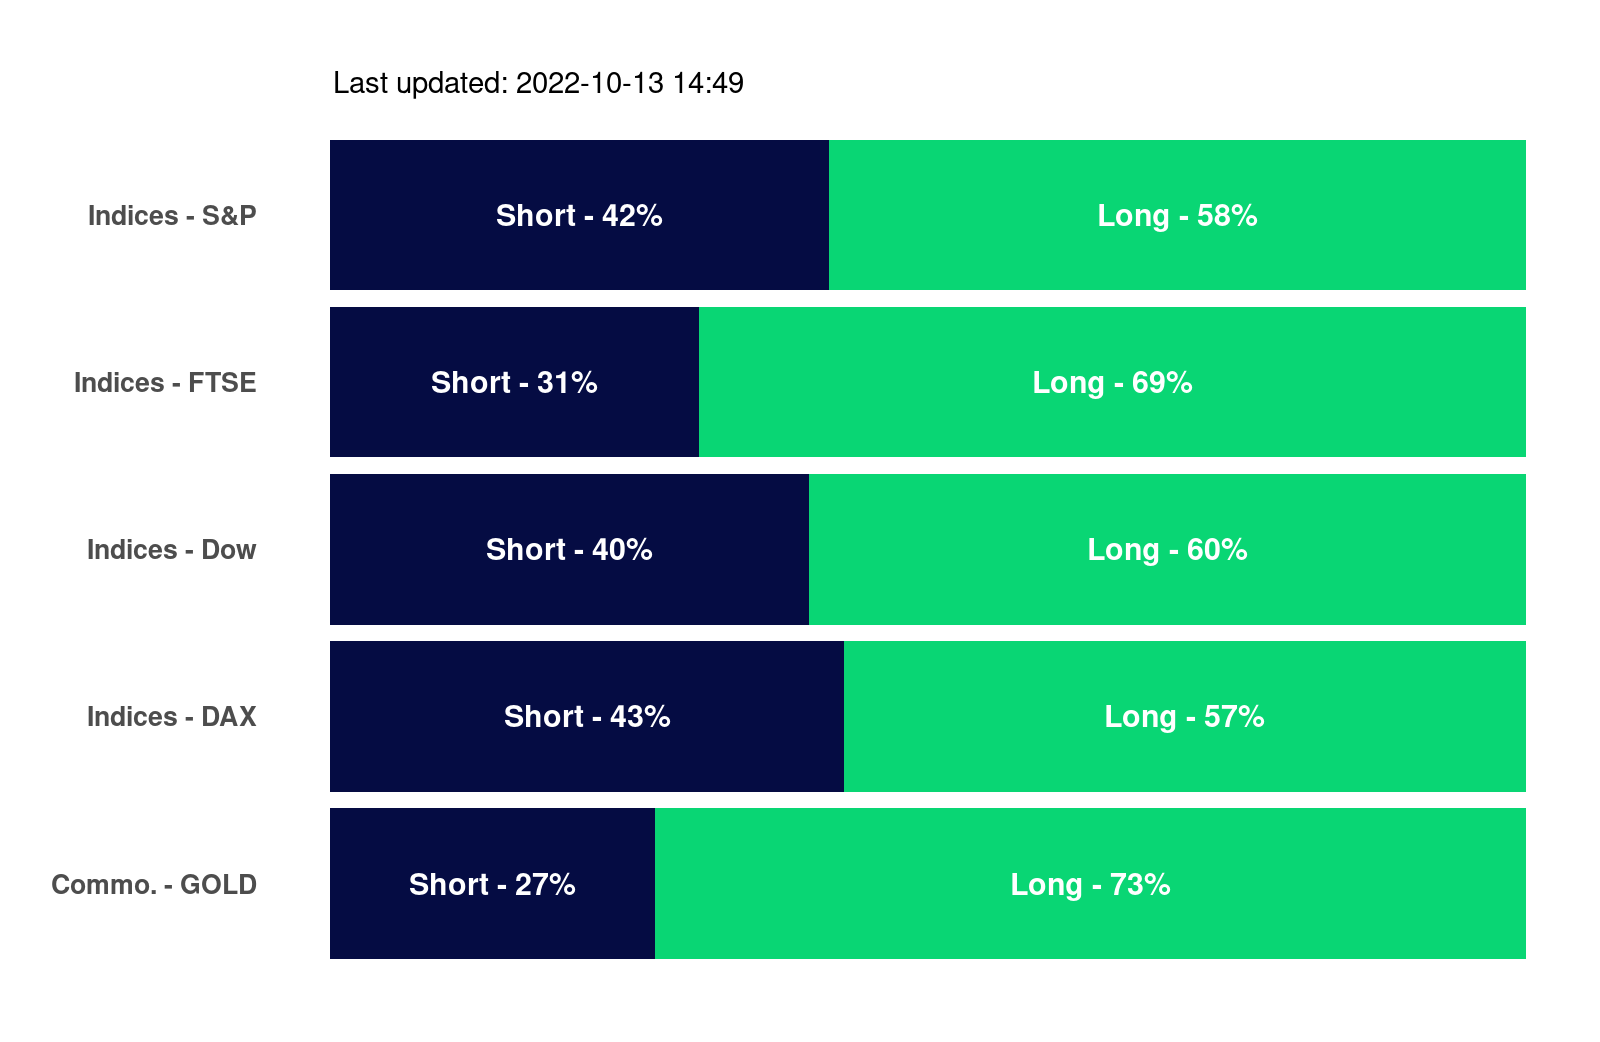 Last updated: 2022-10-13 14:49
Indices - S&P Short - 42% Long - 58%
Indices - FTSE Short - 31% Long - 69%
Indices - Dow Short - 40% Long - 60%
Indices - DAX Short - 43% Long - 57%
Commo. - GOLD Short - 27% Long - 73%